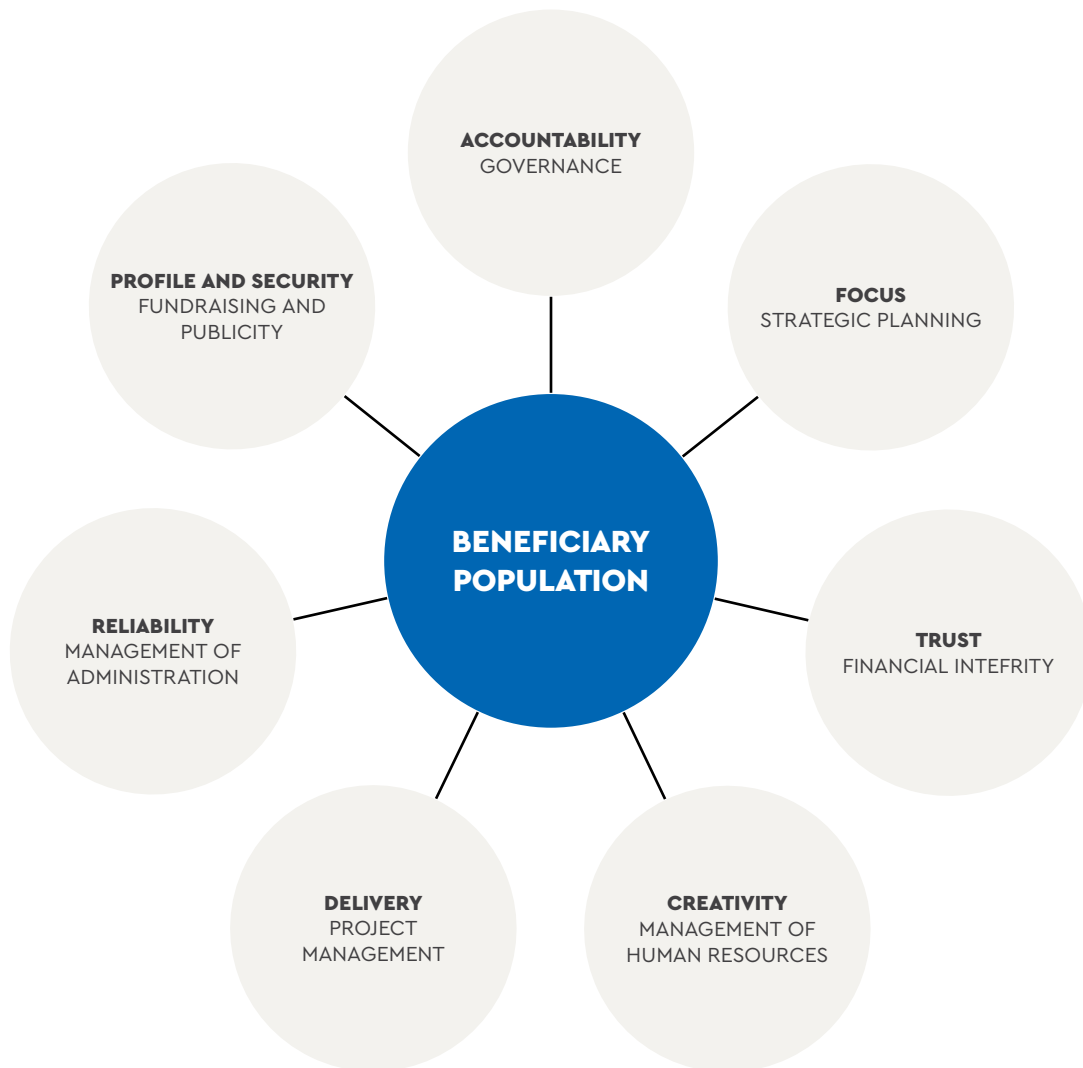 ACCOUNTABILITY
GOVERNANCE
PROFILE AND SECURITY
FUNDRAISING AND
PUBLICITY
FOCUS
STRATEGIC PLANNING
BENEFICIARY
POPULATION
RELIABILITY
MANAGEMENT OF
ADMINISTRATION
TRUST
FINANCIAL INTEFRITY
DELIVERY
PROJECT
MANAGEMENT
CREATIVITY
MANAGEMENT OF
HUMAN RESOURCES